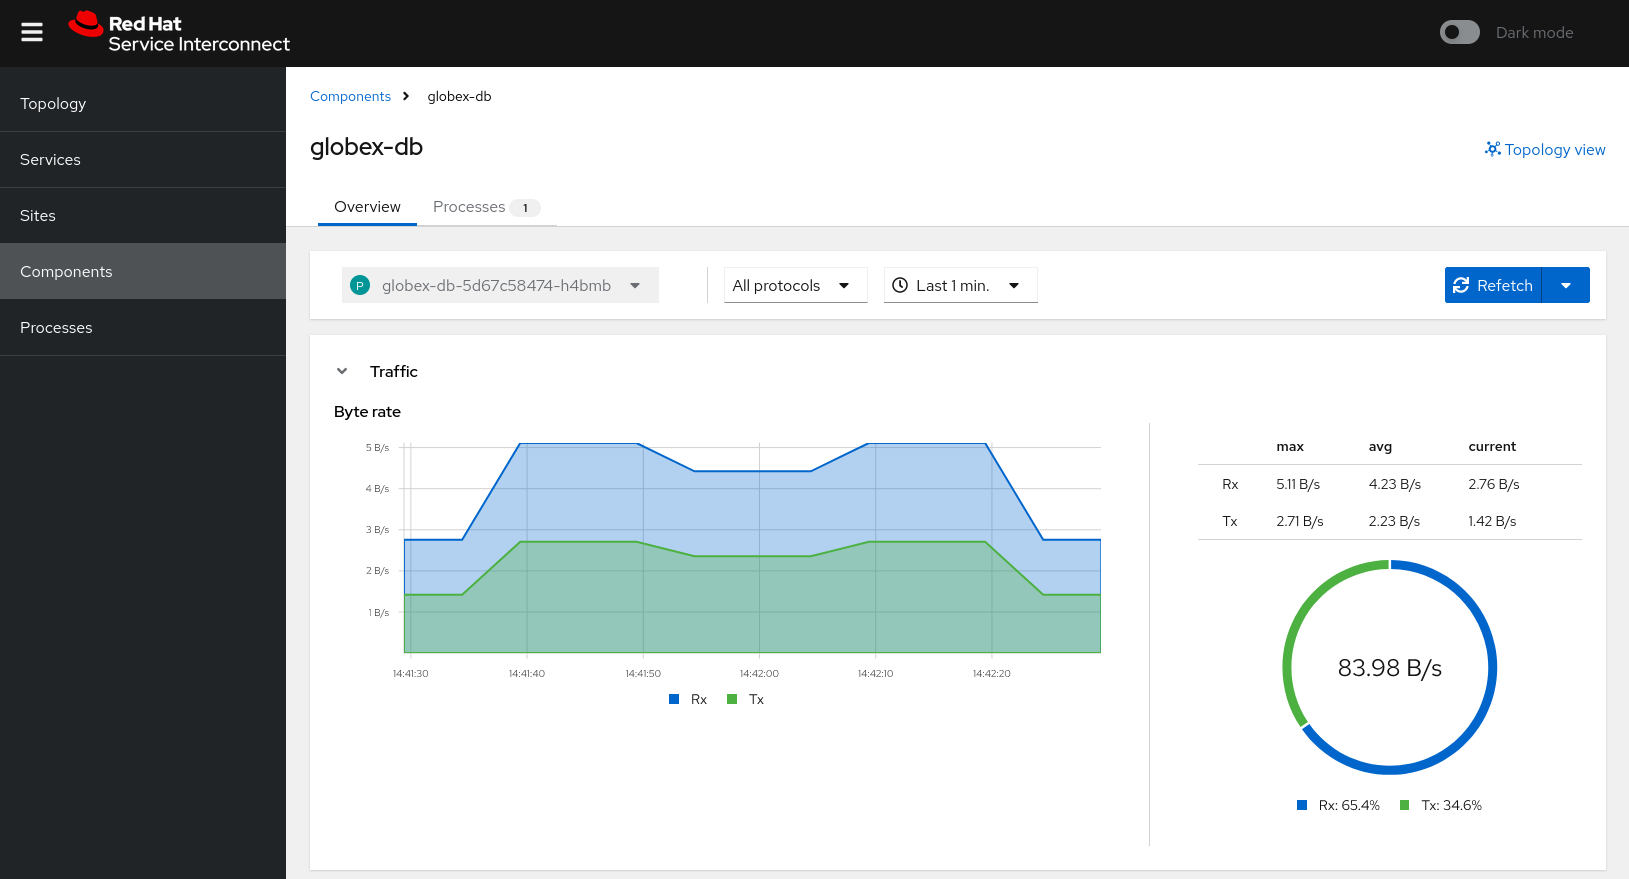 Red Hat
Service Interconnect
Dark mode
Topology
Services
Sites
Components
Processes
Components > globex-db
globex-db
Topology view
Overview
Processes 1
P globex-db-5d67c58474-h4bmb
All protocols
Last 1 min.
Refetch
Traffic
Byte rate
5 B/s
4 B/s
3 B/s
2 B/s
1 B/s
14:41:30 14:41:40 14:41:50 14:42:00 14:42:10 14:42:20
Rx Tx
max avg current
Rx 5.11 B/s 4.23 B/s 2.76 B/s
Tx 2.71 B/s 2.23 B/s 1.42 B/s
83.98 B/s
Rx: 65.4% Tx: 34.6%